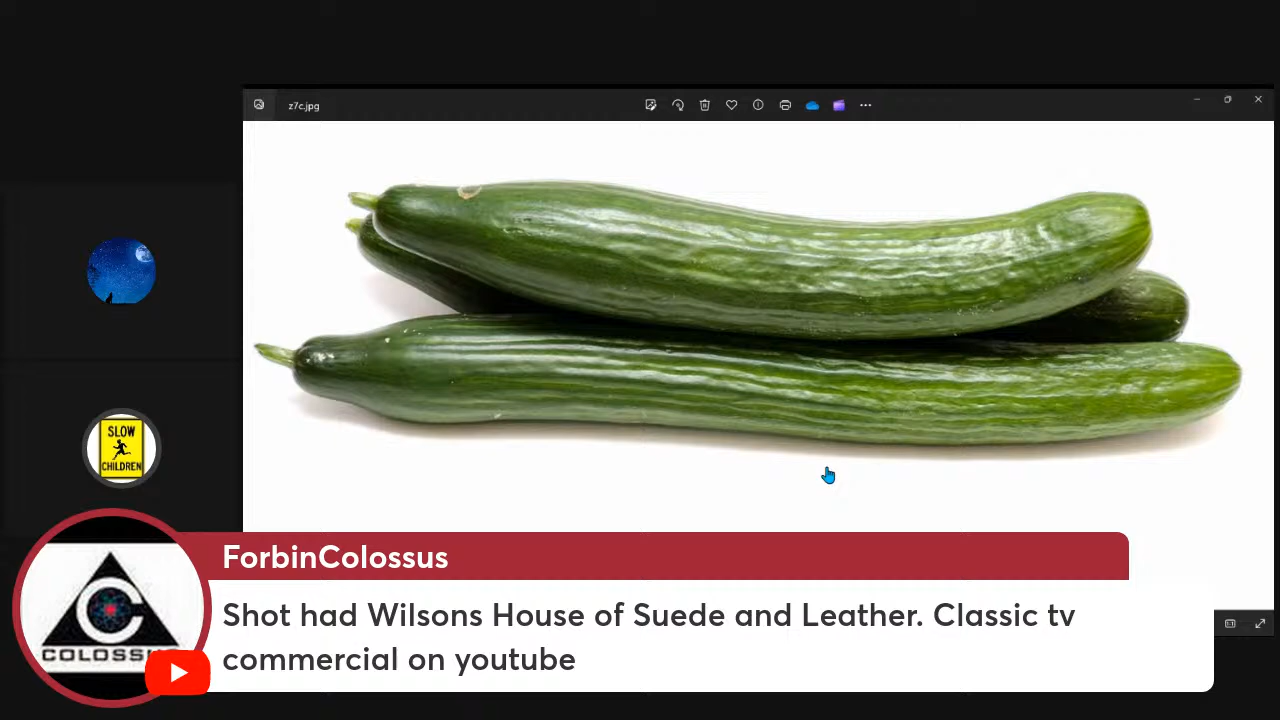 z7c.jpg
SLOW
CHILDREN
ForbinColossus
Shot had Wilsons House of Suede and Leather. Classic tv
commercial on youtube
C
COLOSSUS